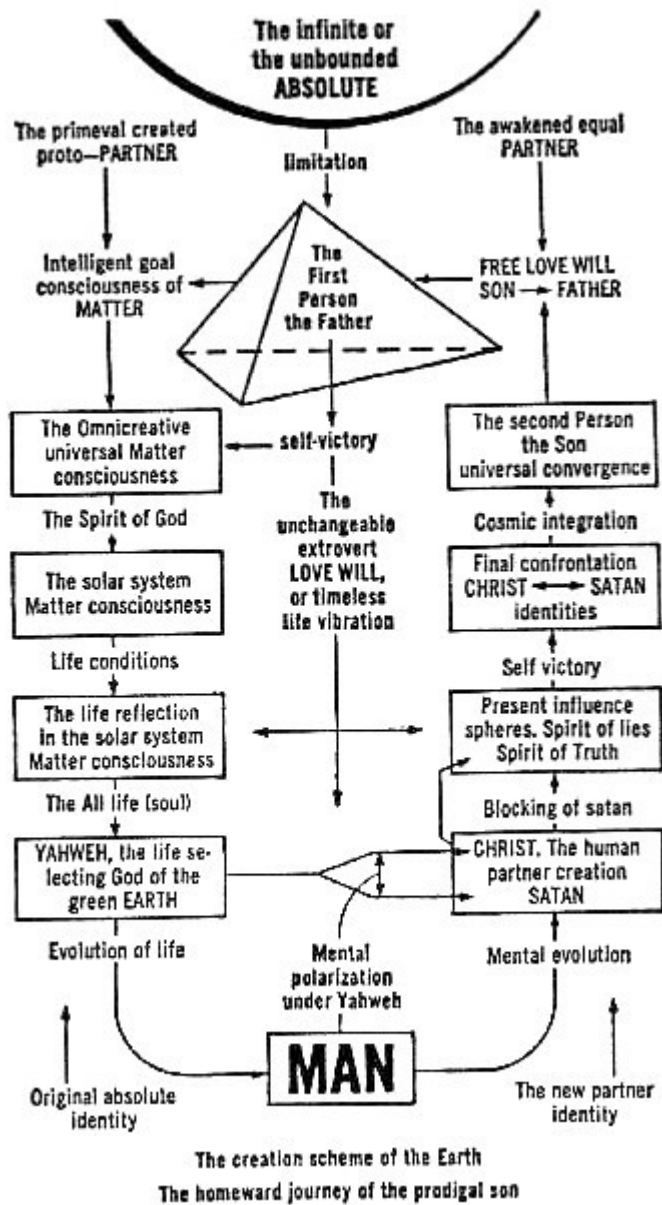 The infinite or
the unbounded
ABSOLUTE
The primeval created
proto—PARTNER
limitation
The awakened equal
PARTNER
Intelligent goal
consciousness of
MATTER
The
First
Person
the Father
FREE LOVE WILL
SON → FATHER
The Omnicreative
universal Matter
consciousness
self-victory
The second Person
the Son
universal convergence
The Spirit of God
The
unchangeable
extrovert
LOVE WILL,
or timeless
life vibration
Cosmic integration
The solar system
Matter consciousness
Final confrontation
CHRIST ↔ SATAN
identities
Life conditions
Self victory
The life reflection
in the solar system
Matter consciousness
Present influence
spheres. Spirit of lies
Spirit of Truth
The All life (soul)
Blocking of satan
YAHWEH, the life se-
lecting God of the
green EARTH
CHRIST. The human
partner creation
SATAN
Evolution of life
Mental
polarization
under Yahweh
Mental evolution
MAN
Original absolute
identity
The new partner
identity
The creation scheme of the Earth
The homeward journey of the prodigal son